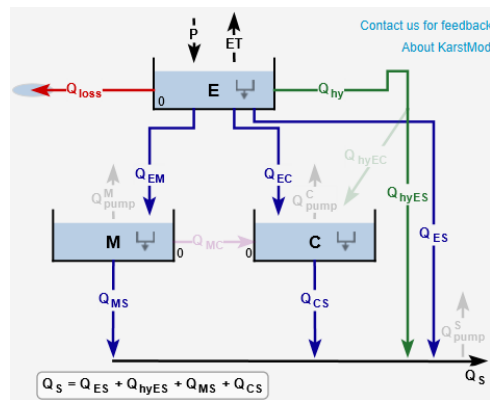 Contact us for feedback
About KarstMod
P
ET
E
0
Q_loss
Q_hy
Q_hyEC
Q_EM
Q_EC
Q_hyES
Q_ES
Q^M_pump
Q^C_pump
M
0
Q_MC
0
C
Q_MS
Q_CS
Q^S_pump
Q_S
Q_S = Q_ES + Q_hyES + Q_MS + Q_CS